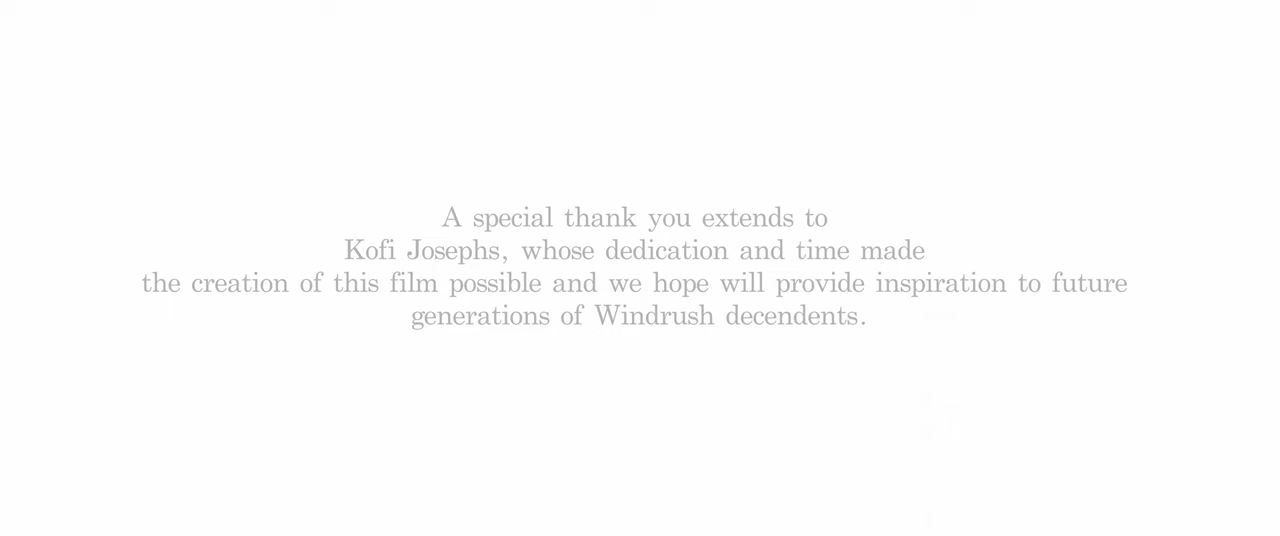 A special thank you extends to
Kofi Josephs, whose dedication and time made
the creation of this film possible and we hope will provide inspiration to future
generations of Windrush decendents.